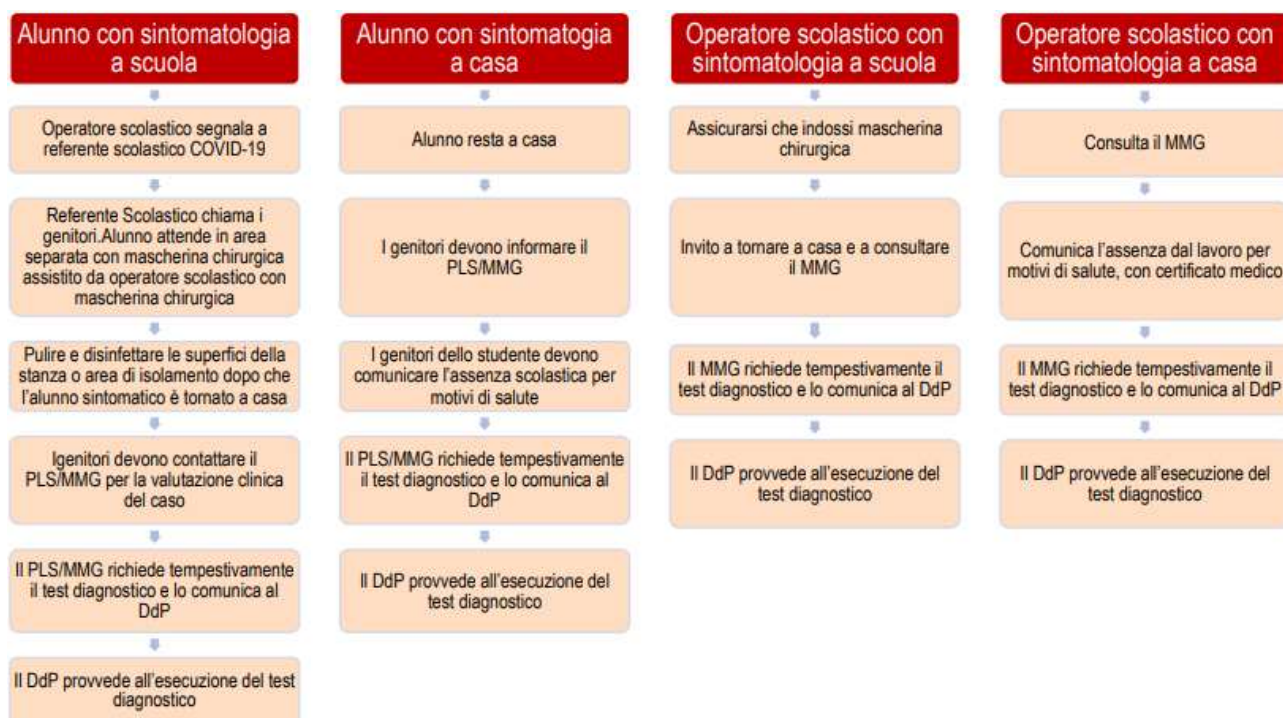 Alunno con sintomatologia
a scuola
Operatore scolastico segnala a
referente scolastico COVID-19
Referente Scolastico chiama i
genitori.Alunno attende in area
separata con mascherina chirurgica
assistito da operatore scolastico con
mascherina chirurgica
Pulire e disinfettare le superfici della
stanza o area di isolamento dopo che
l'alunno sintomatico è tornato a casa
Igenitori devono contattare il
PLS/MMG per la valutazione clinica
del caso
Il PLS/MMG richiede tempestivamente
il test diagnostico e lo comunica al
DdP
Il DdP provvede all'esecuzione del test
diagnostico
Alunno con sintomatogia
a casa
Alunno resta a casa
I genitori devono informare il
PLS/MMG
I genitori dello studente devono
comunicare l'assenza scolastica per
motivi di salute
Il PLS/MMG richiede tempestivamente
il test diagnostico e lo comunica al
DdP
Il DdP provvede all'esecuzione del
test diagnostico
Operatore scolastico con
sintomatologia a scuola
Assicurarsi che indossi mascherina
chirurgica
Invito a tornare a casa e a consultare
il MMG
Il MMG richiede tempestivamente il
test diagnostico e lo comunica al DdP
Il DdP provvede all'esecuzione del
test diagnostico
Operatore scolastico con
sintomatologia a casa
Consulta il MMG
Comunica l'assenza dal lavoro per
motivi di salute, con certificato medico
Il MMG richiede tempestivamente il
test diagnostico e lo comunica al DdP
Il DdP provvede all'esecuzione del
test diagnostico